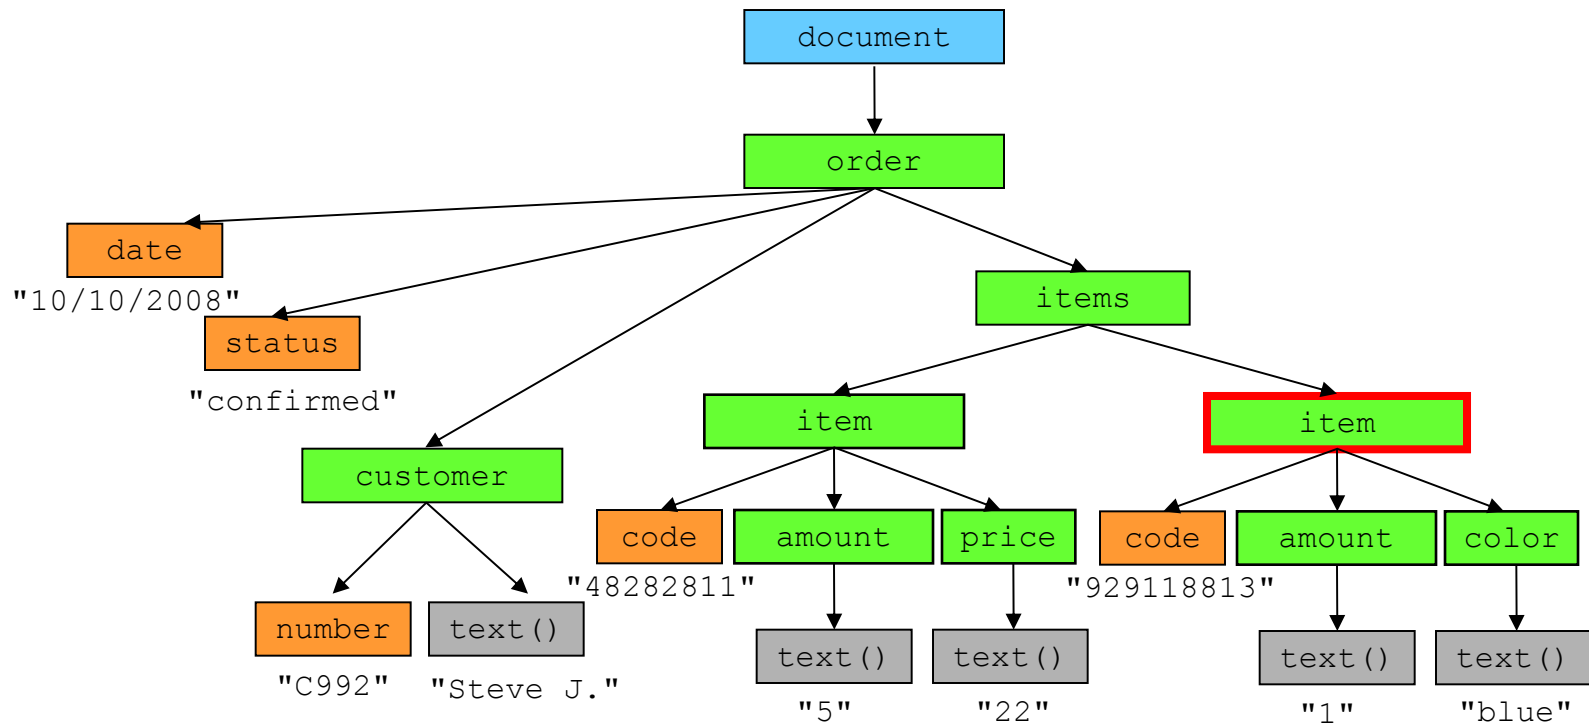 document
order
date
"10/10/2008"
items
status
"confirmed"
item
item
customer
code
amount
price
code
amount
color
"48282811"
"929118813"
number
text()
text()
text()
text()
text()
"C992"
"Steve J."
"5"
"22"
"1"
"blue"